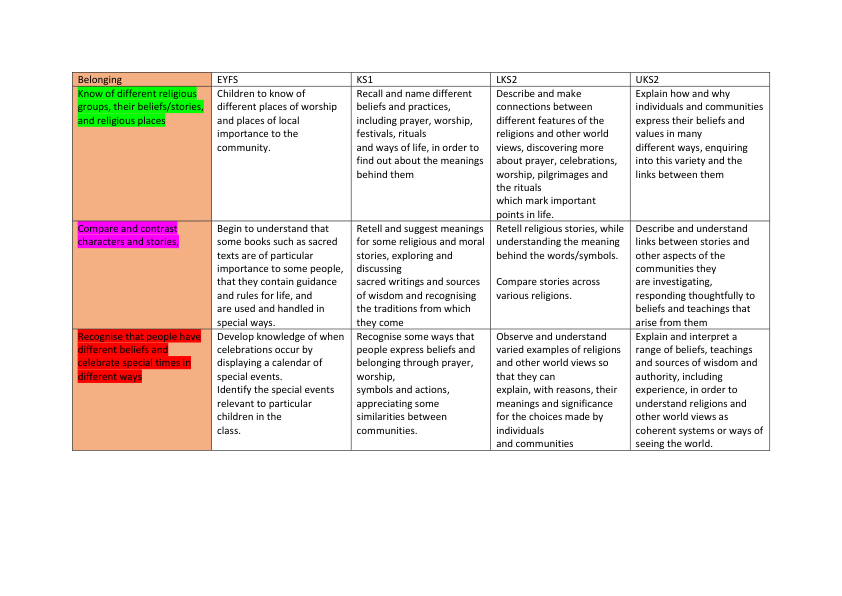 Belonging
EYFS
KS1
LKS2
UKS2
Know of different religious
groups, their beliefs/stories,
and religious places
Children to know of
different places of worship
and places of local
importance to the
community.
Recall and name different
beliefs and practices,
including prayer, worship,
festivals, rituals
and ways of life, in order to
find out about the meanings
behind them
Describe and make
connections between
different features of the
religions and other world
views, discovering more
about prayer, celebrations,
worship, pilgrimages and
the rituals
which mark important
points in life.
Explain how and why
individuals and communities
express their beliefs and
values in many
different ways, enquiring
into this variety and the
links between them
Compare and contrast
characters and stories,
Begin to understand that
some books such as sacred
texts are of particular
importance to some people,
that they contain guidance
and rules for life, and
are used and handled in
special ways.
Retell and suggest meanings
for some religious and moral
stories, exploring and
discussing
sacred writings and sources
of wisdom and recognising
the traditions from which
they come
Retell religious stories, while
understanding the meaning
behind the words/symbols.
Compare stories across
various religions.
Describe and understand
links between stories and
other aspects of the
communities they
are investigating,
responding thoughtfully to
beliefs and teachings that
arise from them
Recognise that people have
different beliefs and
celebrate special times in
different ways
Develop knowledge of when
celebrations occur by
displaying a calendar of
special events.
Identify the special events
relevant to particular
children in the
class.
Recognise some ways that
people express beliefs and
belonging through prayer,
worship,
symbols and actions,
appreciating some
similarities between
communities.
Observe and understand
varied examples of religions
and other world views so
that they can
explain, with reasons, their
meanings and significance
for the choices made by
individuals
and communities
Explain and interpret a
range of beliefs, teachings
and sources of wisdom and
authority, including
experience, in order to
understand religions and
other world views as
coherent systems or ways of
seeing the world.